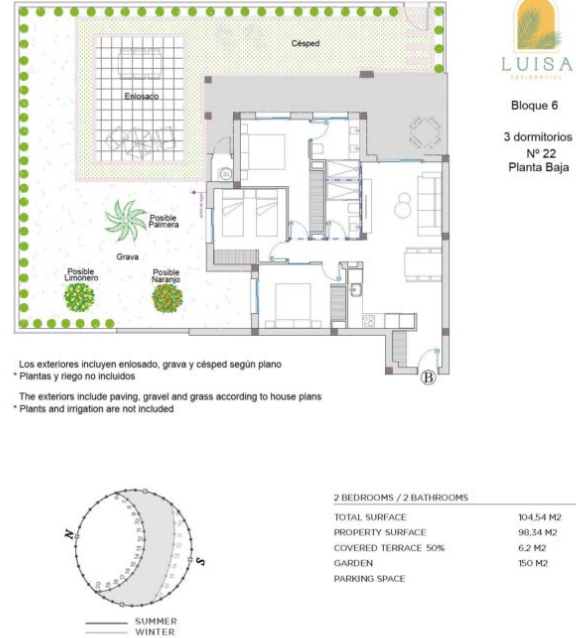 LUISA
RESIDENTIAL
Bloque 6
3 dormitorios
Nº 22
Planta Baja
Césped
Enlosado
Posible
Palmera
Grava
Posible
Limonero
Posible
Naranjo
B
Los exteriores incluyen enlosado, grava y césped según plano
* Plantas y riego no incluidos
The exteriors include paving, gravel and grass according to house plans
* Plants and irrigation are not included
N
S
SUMMER
WINTER
2 BEDROOMS / 2 BATHROOMS
TOTAL SURFACE 104,54 M2
PROPERTY SURFACE 98,34 M2
COVERED TERRACE 50% 6,2 M2
GARDEN 150 M2
PARKING SPACE